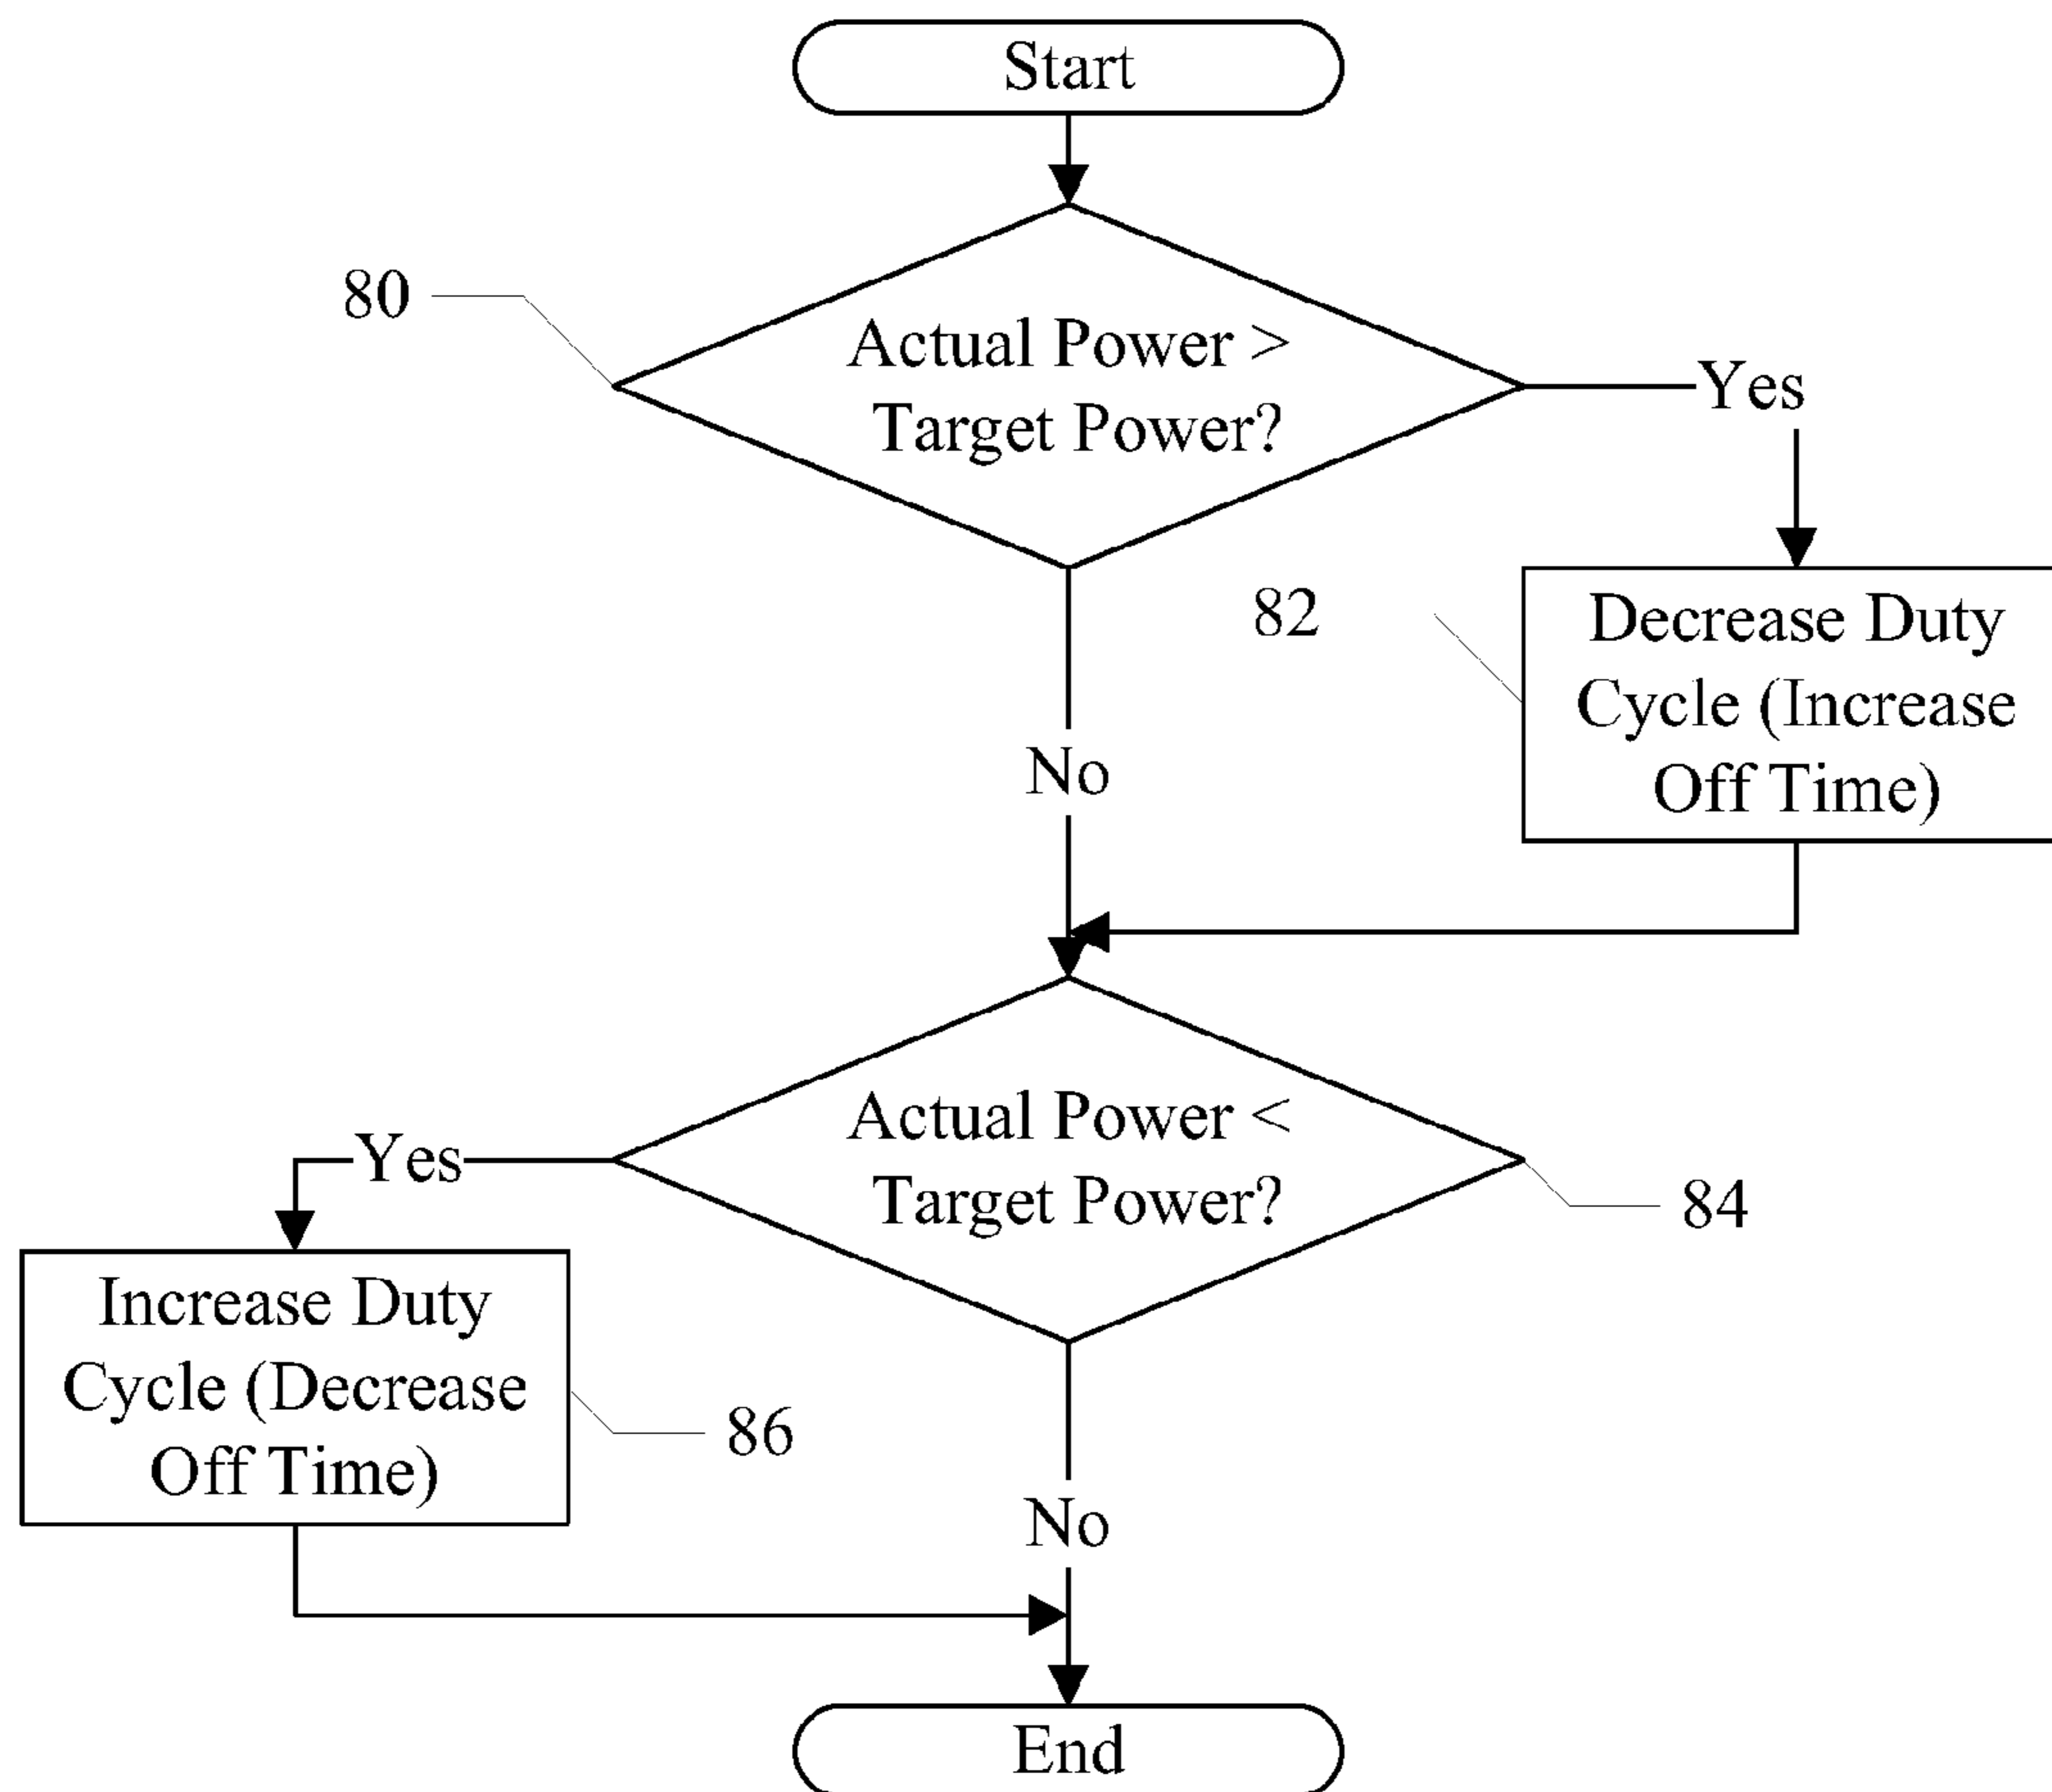 Start
80
Actual Power >
Target Power?
Yes
82
Decrease Duty
Cycle (Increase
Off Time)
No
Actual Power <
Target Power?
Yes
84
Increase Duty
Cycle (Decrease
Off Time)
86
No
End